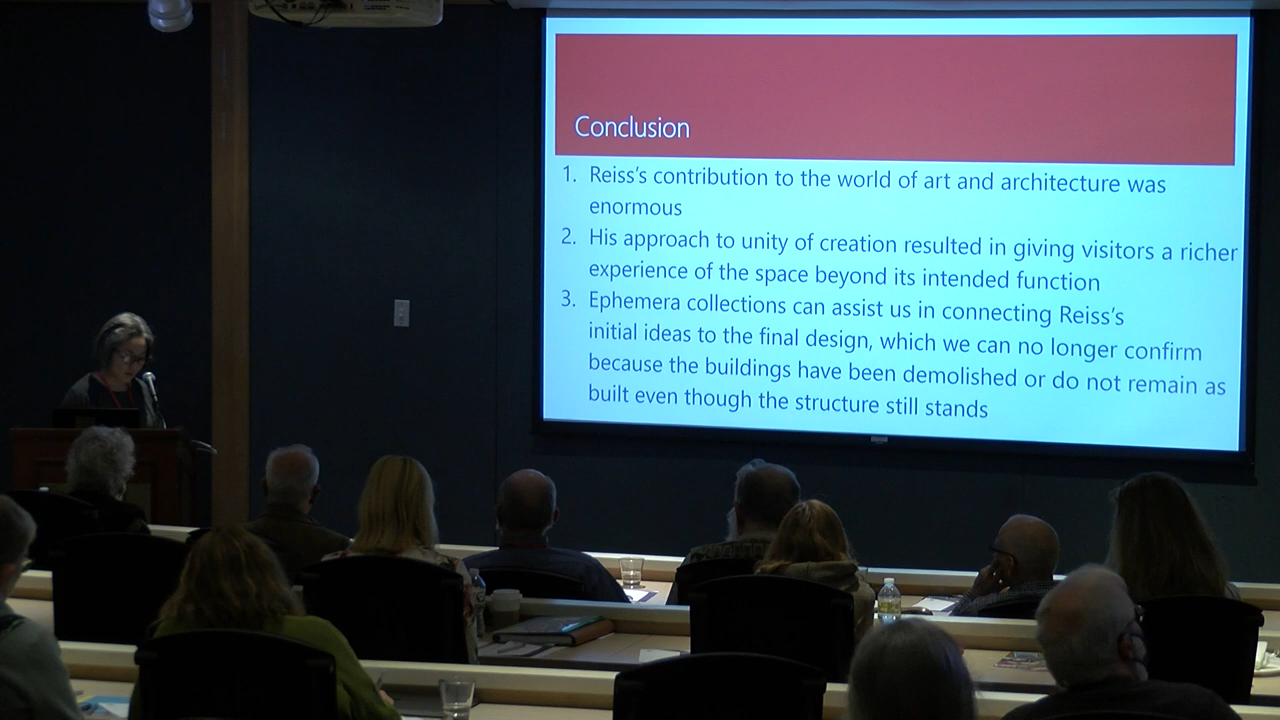 Conclusion
1. Reiss's contribution to the world of art and architecture was
enormous
2. His approach to unity of creation resulted in giving visitors a richer
experience of the space beyond its intended function
3. Ephemera collections can assist us in connecting Reiss's
initial ideas to the final design, which we can no longer confirm
because the buildings have been demolished or do not remain as
built even though the structure still stands